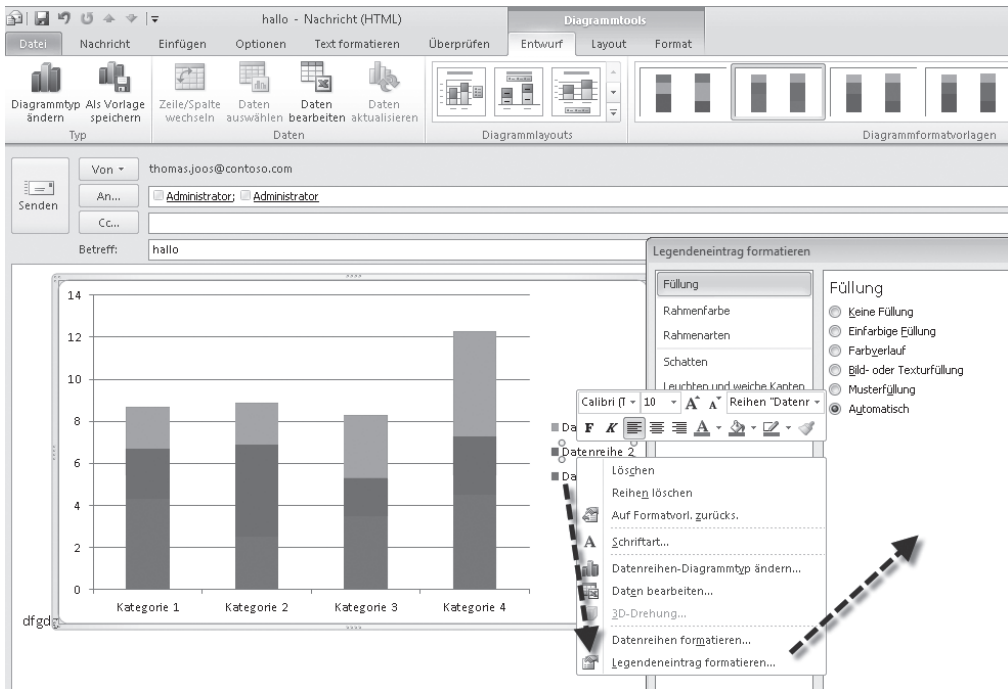 hallo - Nachricht (HTML)
Diagrammtools
Datei Nachricht Einfügen Optionen Text formatieren Überprüfen Entwurf Layout Format
Diagrammtyp ändern
Als Vorlage speichern
Zeile/Spalte wechseln
Daten auswählen
Daten bearbeiten
Daten aktualisieren
Typ
Daten
Diagrammlayouts
Diagrammformatvorlagen
Senden
Von
thomas.joos@contoso.com
An...
Administrator; Administrator
Cc...
Betreff:
hallo
14
12
10
8
6
4
2
0
Kategorie 1 Kategorie 2 Kategorie 3 Kategorie 4
Da
Datenreihe 2
Da
Legendeneintrag formatieren
Füllung
Rahmenfarbe
Rahmenarten
Schatten
Leuchten und weiche Kanten
Füllung
Keine Füllung
Einfarbige Füllung
Farbverlauf
Bild- oder Texturfüllung
Musterfüllung
Automatisch
Calibri (T 10 A A Reihen "Datenr
F K A
Löschen
Reihen löschen
Auf Formatvorl. zurücks.
A Schriftart...
Datenreihen-Diagrammtyp ändern...
Daten bearbeiten...
3D-Drehung...
Datenreihen formatieren...
Legendeneintrag formatieren...